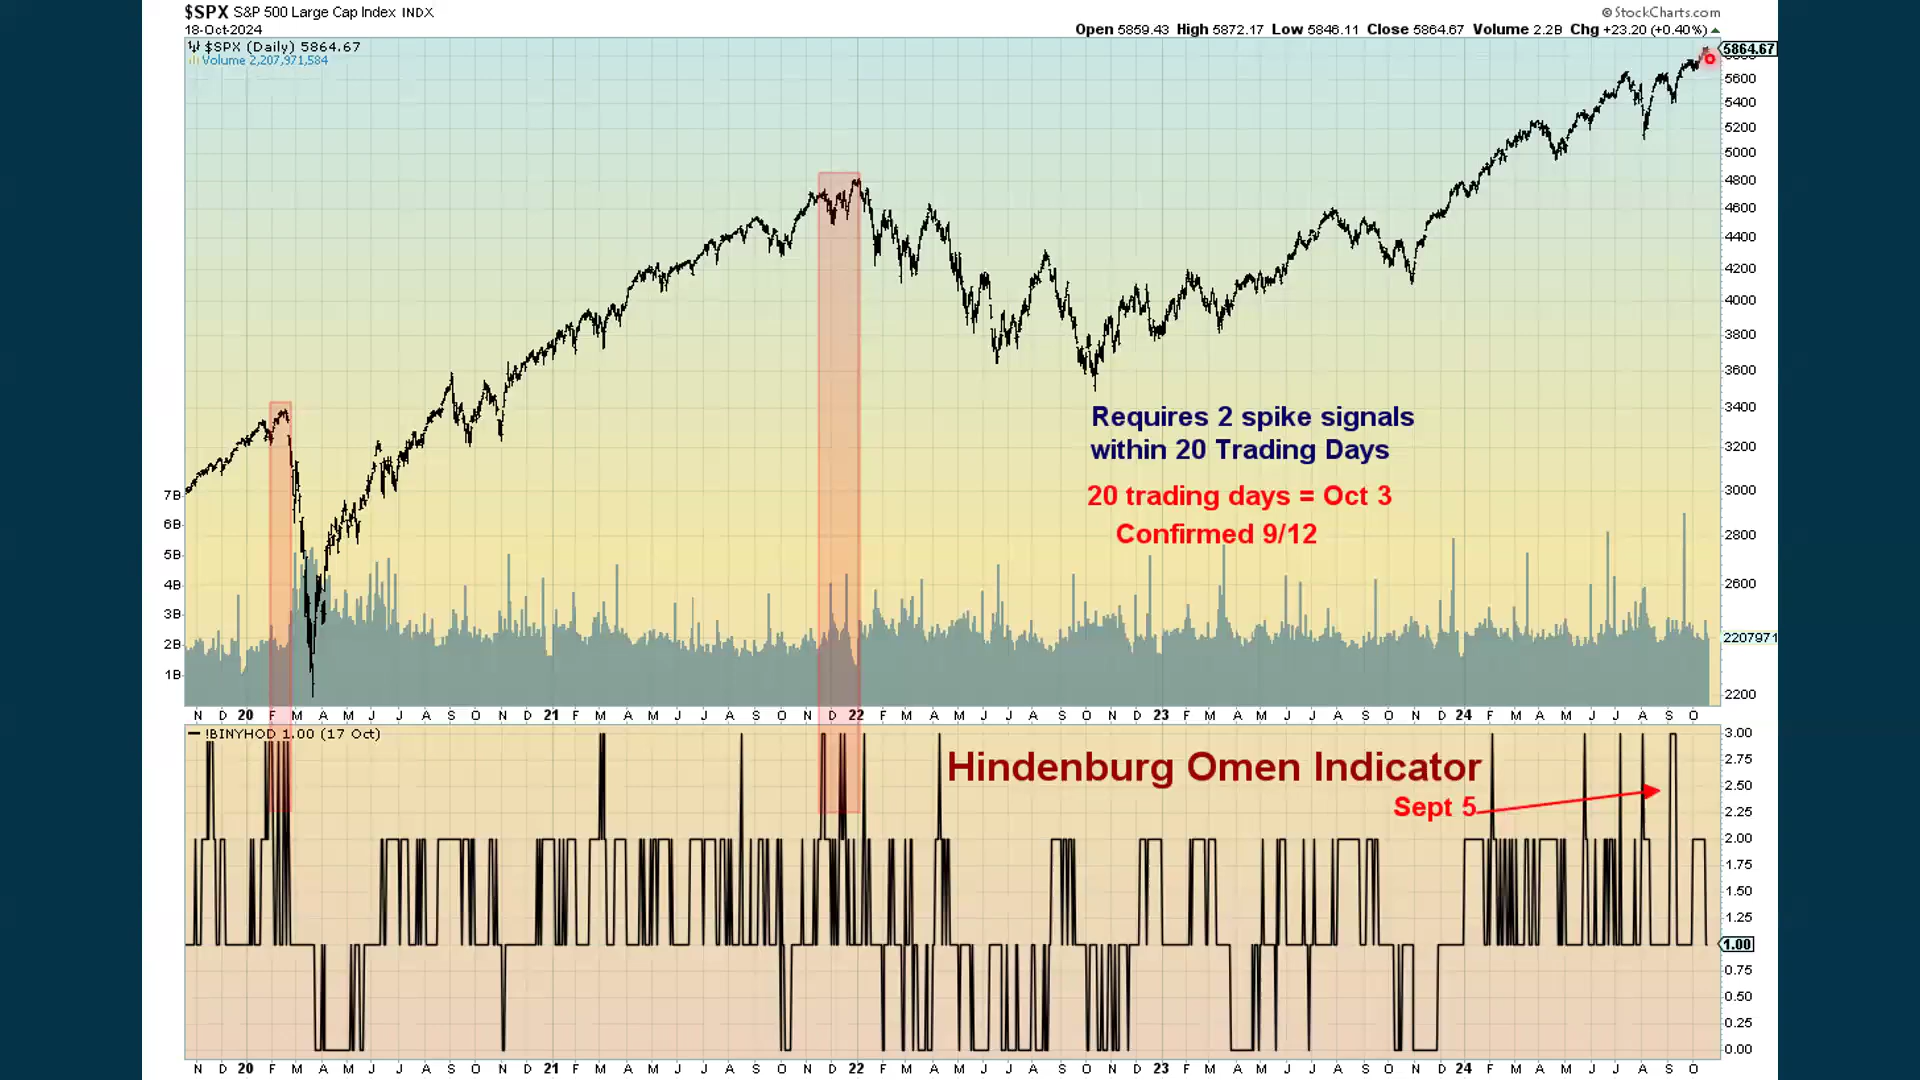 $SPX S&P 500 Large Cap Index INDX
© StockCharts.com
18-Oct-2024
Open 5859.43 High 5872.17 Low 5846.11 Close 5864.67 Volume 2.2B Chg +23.20 (+0.40%)
$SPX (Daily) 5864.67
Volume 2,207,971,584
5864.67
5600
5400
5200
5000
4800
4600
4400
4200
4000
3800
3600
3400
3200
3000
2800
2600
2207971
2200
7B
6B
5B
4B
3B
2B
1B
Requires 2 spike signals
within 20 Trading Days
20 trading days = Oct 3
Confirmed 9/12
N D 20 F M A M J J A S O N D 21 F M A M J J A S O N D 22 F M A M J J A S O N D 23 F M A M J J A S O N D 24 F M A M J J A S O
!BINYHOD 1.00 (17 Oct)
Hindenburg Omen Indicator
Sept 5
3.00
2.75
2.50
2.25
2.00
1.75
1.50
1.25
1.00
0.75
0.50
0.25
0.00
N D 20 F M A M J J A S O N D 21 F M A M J J A S O N D 22 F M A M J J A S O N D 23 F M A M J J A S O N D 24 F M A M J J A S O